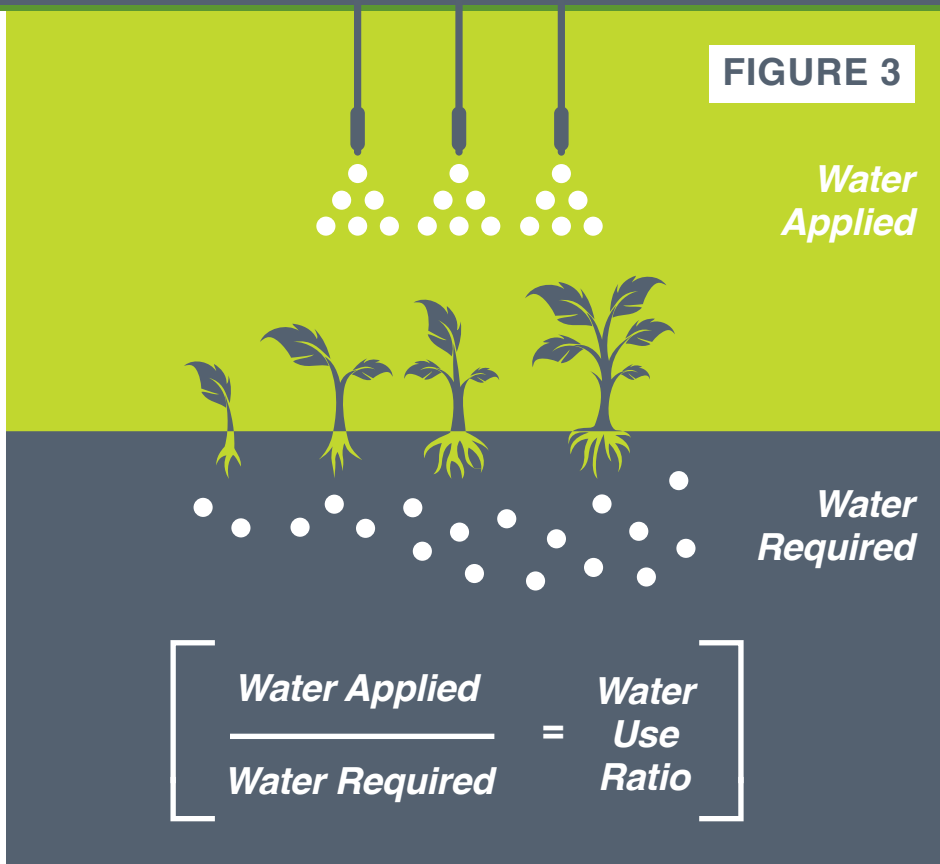 FIGURE 3
Water
Applied
Water
Required
Water Applied
Water Required
=
Water
Use
Ratio